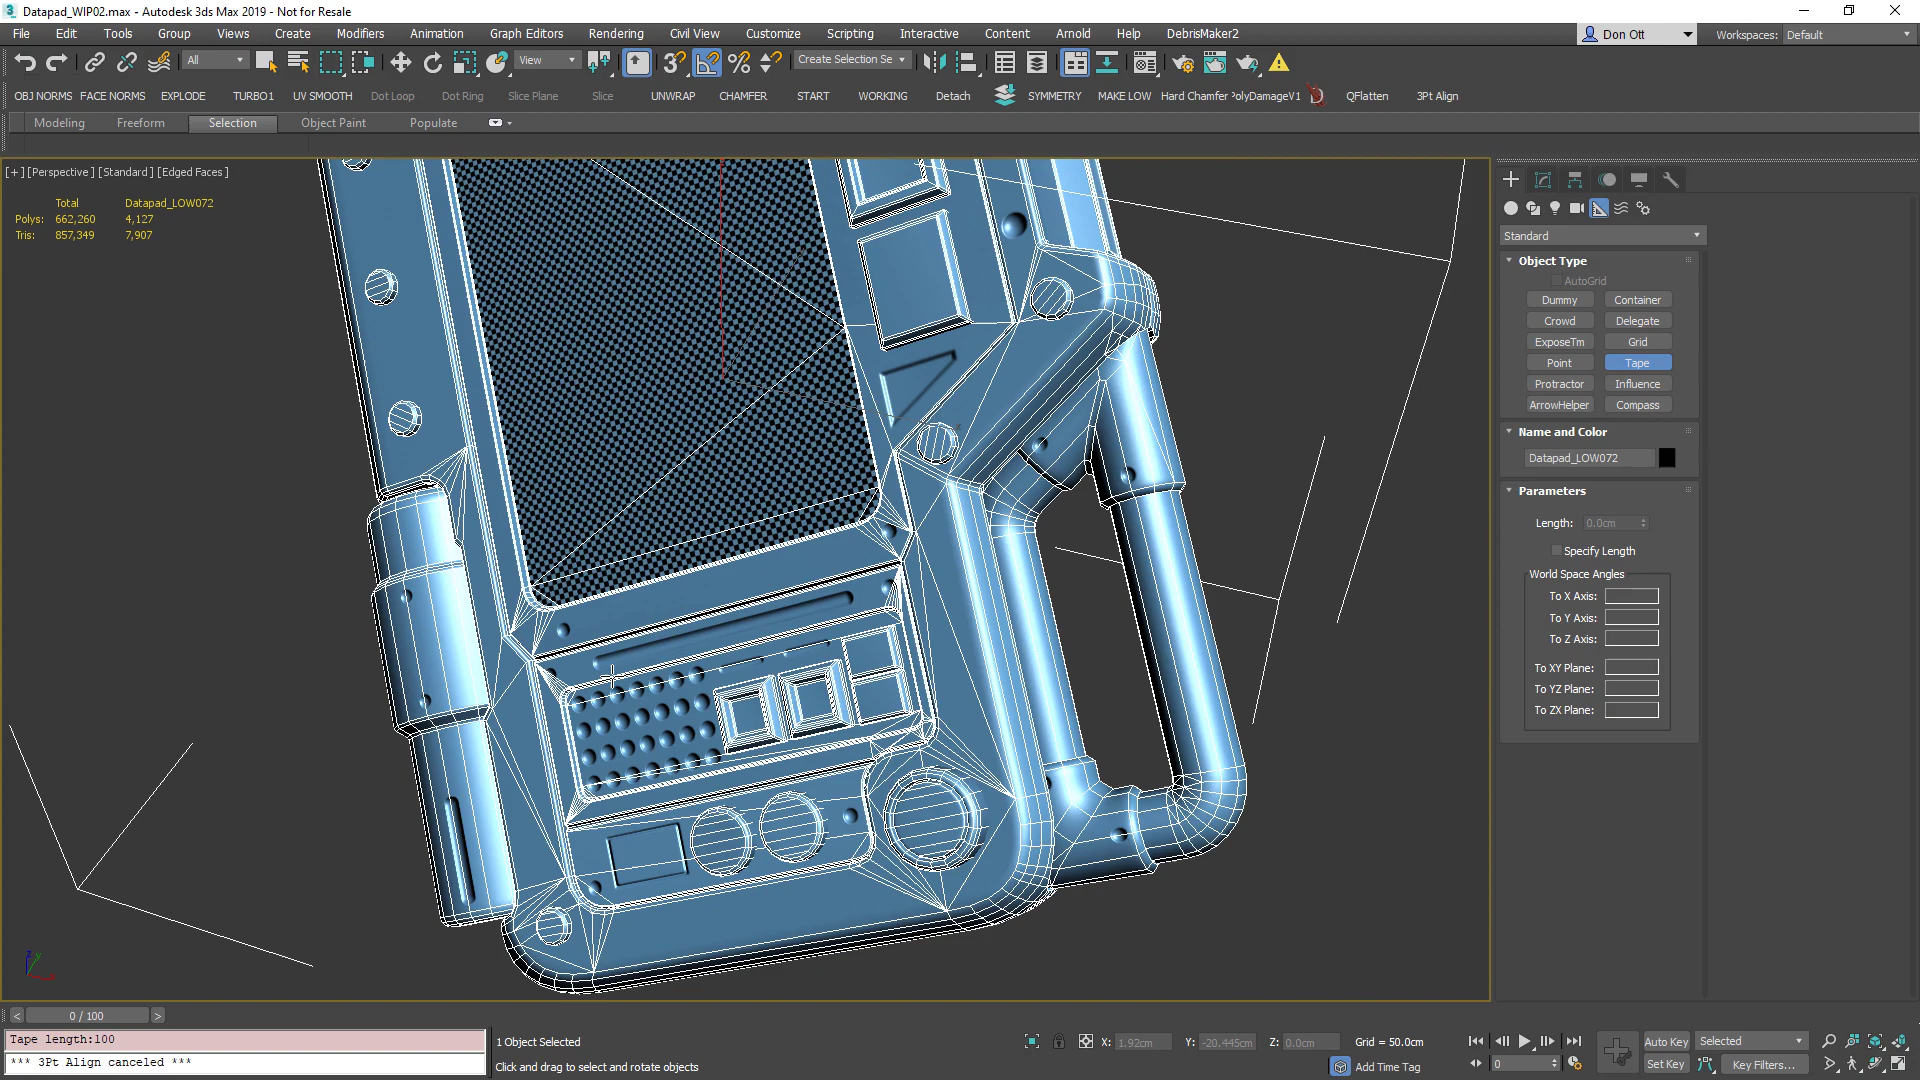 Datapad_WIP02.max - Autodesk 3ds Max 2019 - Not for Resale
File Edit Tools Group Views Create Modifiers Animation Graph Editors Rendering Civil View Customize Scripting Interactive Content Arnold Help DebrisMaker2
Don Ott
Workspaces: Default
All View Create Selection Se
OBJ NORMS FACE NORMS EXPLODE TURBO1 UV SMOOTH Dot Loop Dot Ring Slice Plane Slice UNWRAP CHAMFER START WORKING Detach SYMMETRY MAKE LOW Hard Chamfer PolyDamageV1 QFlatten 3Pt Align
Modeling Freeform Selection Object Paint Populate
[+] [Perspective ] [Standard ] [Edged Faces ]
Total Datapad_LOW072
Polys: 662,260 4,127
Tris: 857,349 7,907
Standard
Object Type
AutoGrid
Dummy Container
Crowd Delegate
ExposeTm Grid
Point Tape
Protractor Influence
ArrowHelper Compass
Name and Color
Datapad_LOW072
Parameters
Length: 0.0cm
Specify Length
World Space Angles
To X Axis:
To Y Axis:
To Z Axis:
To XY Plane:
To YZ Plane:
To ZX Plane:
0 / 100
Tape length:100
*** 3Pt Align canceled ***
1 Object Selected
Click and drag to select and rotate objects
X: 1.92cm Y: -20.445cm Z: 0.0cm Grid = 50.0cm
Add Time Tag
0
Auto Key Selected
Set Key Key Filters...